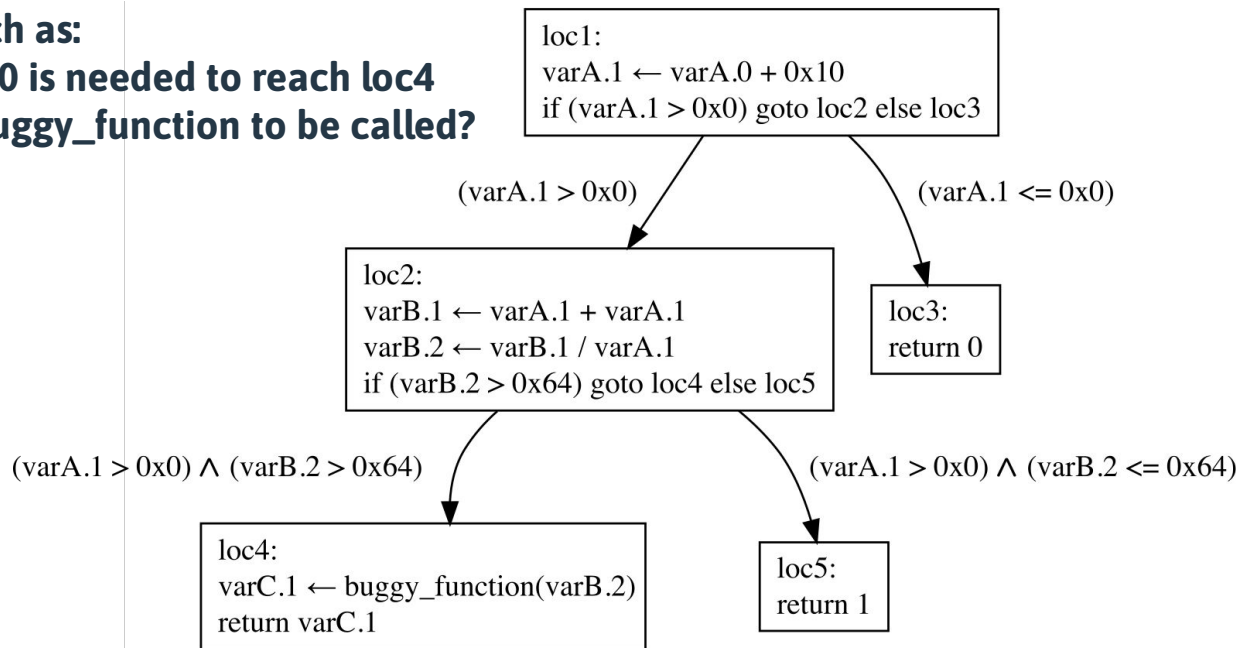 ch as:
0 is needed to reach loc4
uggy_function to be called?
loc1:
varA.1 ← varA.0 + 0x10
if (varA.1 > 0x0) goto loc2 else loc3
(varA.1 > 0x0)
(varA.1 <= 0x0)
loc2:
varB.1 ← varA.1 + varA.1
varB.2 ← varB.1 / varA.1
if (varB.2 > 0x64) goto loc4 else loc5
loc3:
return 0
(varA.1 > 0x0) ∧ (varB.2 > 0x64)
(varA.1 > 0x0) ∧ (varB.2 <= 0x64)
loc4:
varC.1 ← buggy_function(varB.2)
return varC.1
loc5:
return 1